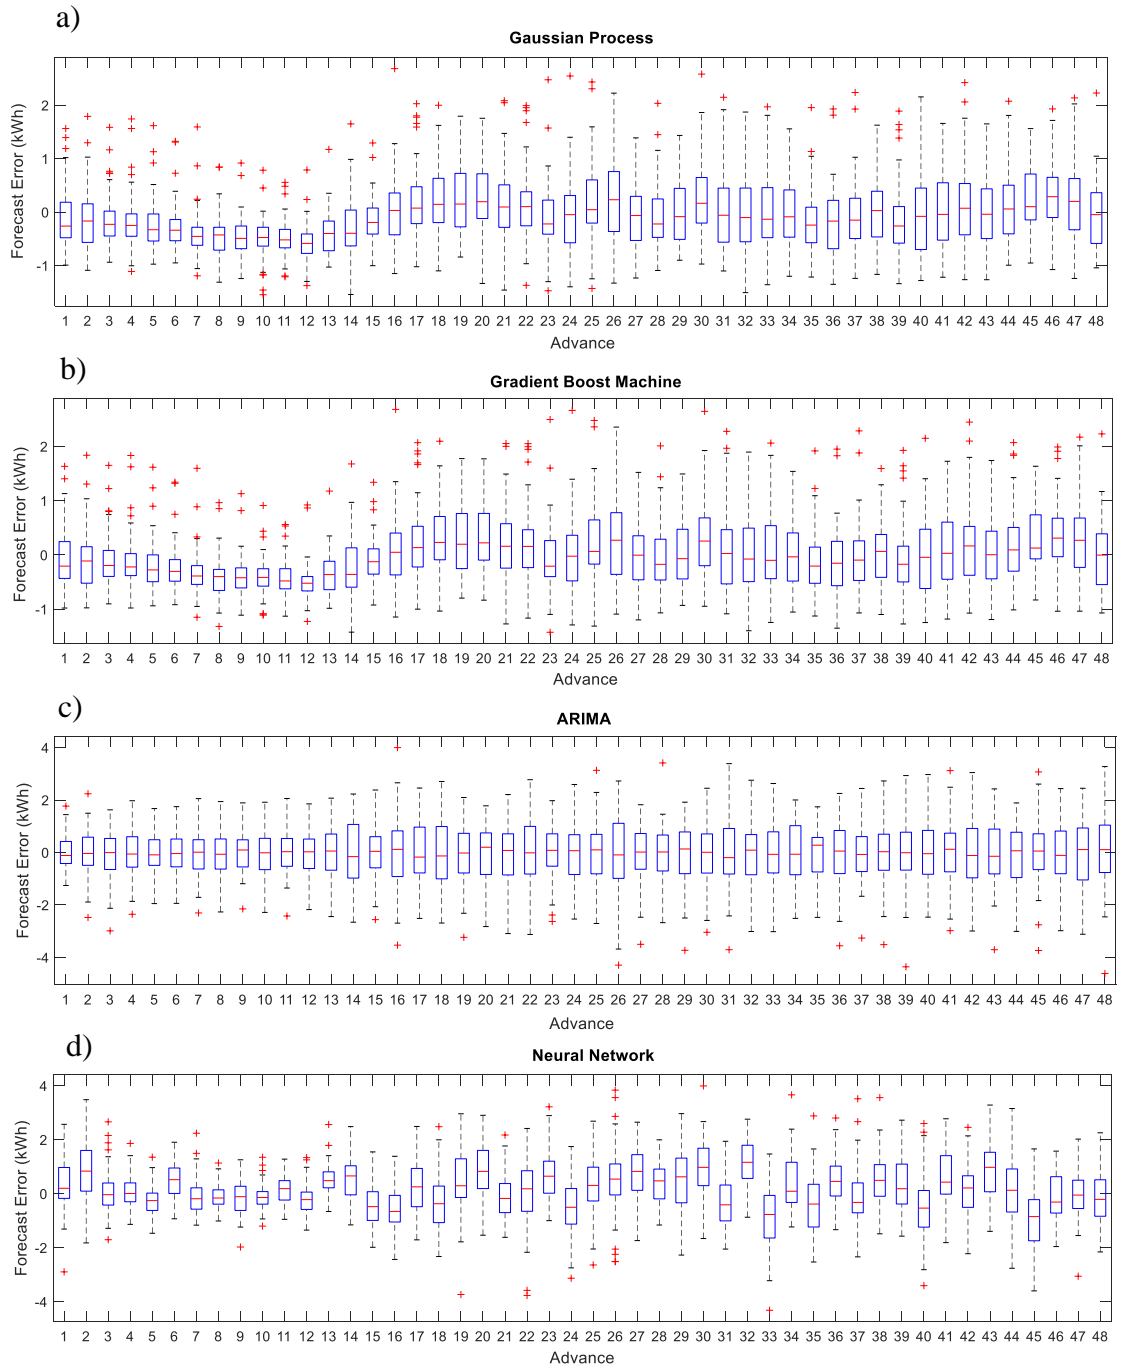 a)
Gaussian Process
Forecast Error (kWh)
2
1
0
-1
1 2 3 4 5 6 7 8 9 10 11 12 13 14 15 16 17 18 19 20 21 22 23 24 25 26 27 28 29 30 31 32 33 34 35 36 37 38 39 40 41 42 43 44 45 46 47 48
Advance
b)
Gradient Boost Machine
Forecast Error (kWh)
2
1
0
-1
1 2 3 4 5 6 7 8 9 10 11 12 13 14 15 16 17 18 19 20 21 22 23 24 25 26 27 28 29 30 31 32 33 34 35 36 37 38 39 40 41 42 43 44 45 46 47 48
Advance
c)
ARIMA
Forecast Error (kWh)
4
2
0
-2
-4
1 2 3 4 5 6 7 8 9 10 11 12 13 14 15 16 17 18 19 20 21 22 23 24 25 26 27 28 29 30 31 32 33 34 35 36 37 38 39 40 41 42 43 44 45 46 47 48
Advance
d)
Neural Network
Forecast Error (kWh)
4
2
0
-2
-4
1 2 3 4 5 6 7 8 9 10 11 12 13 14 15 16 17 18 19 20 21 22 23 24 25 26 27 28 29 30 31 32 33 34 35 36 37 38 39 40 41 42 43 44 45 46 47 48
Advance